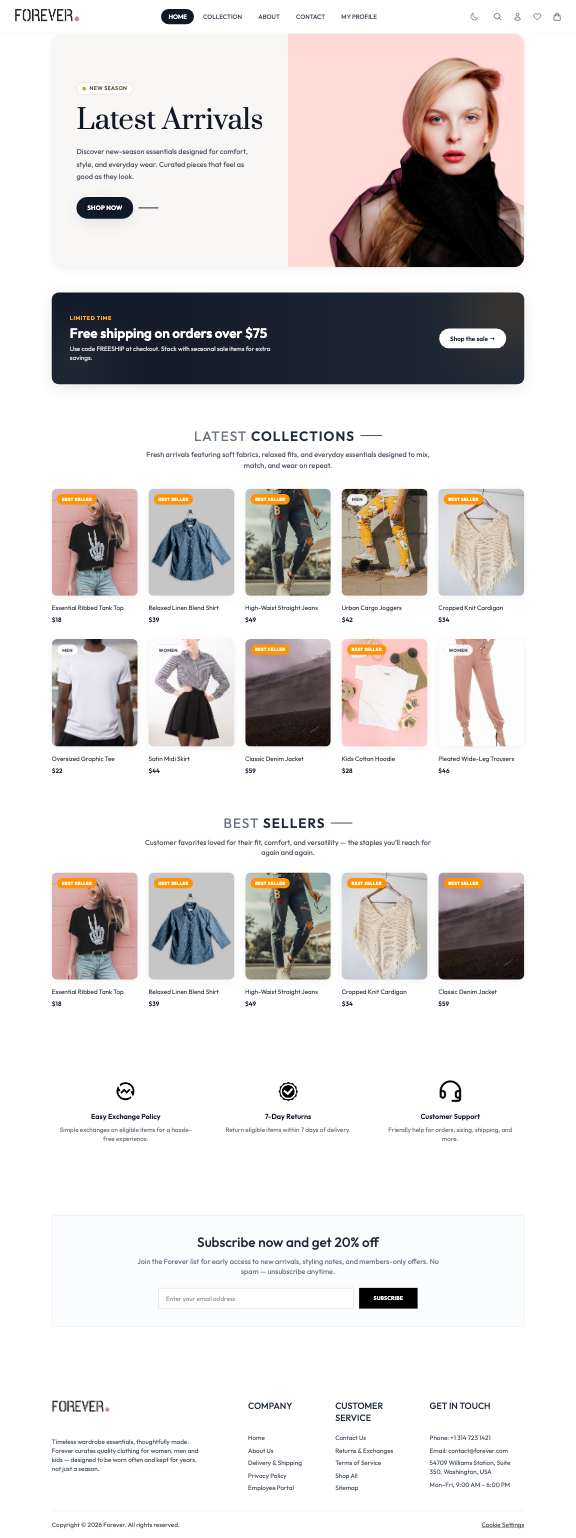 FOREVER.
HOME
COLLECTION
ABOUT
CONTACT
MY PROFILE
NEW SEASON
Latest Arrivals
Discover new-season essentials designed for comfort,
style, and everyday wear. Curated pieces that feel as
good as they look.
SHOP NOW
LIMITED TIME
Free shipping on orders over $75
Use code FREESHIP at checkout. Stack with seasonal sale items for extra
savings.
Shop the sale →
LATEST COLLECTIONS
Fresh arrivals featuring soft fabrics, relaxed fits, and everyday essentials designed to mix,
match, and wear on repeat.
BEST SELLER
BEST SELLER
BEST SELLER
MEN
BEST SELLER
Essential Ribbed Tank Top
Relaxed Linen Blend Shirt
High-Waist Straight Jeans
Urban Cargo Joggers
Cropped Knit Cardigan
$18
$39
$49
$42
$34
MEN
WOMEN
BEST SELLER
BEST SELLER
WOMEN
Oversized Graphic Tee
Satin Midi Skirt
Classic Denim Jacket
Kids Cotton Hoodie
Pleated Wide-Leg Trousers
$22
$44
$59
$28
$46
BEST SELLERS
Customer favorites loved for their fit, comfort, and versatility — the staples you'll reach for
again and again.
BEST SELLER
BEST SELLER
BEST SELLER
BEST SELLER
BEST SELLER
Essential Ribbed Tank Top
Relaxed Linen Blend Shirt
High-Waist Straight Jeans
Cropped Knit Cardigan
Classic Denim Jacket
$18
$39
$49
$34
$59
Easy Exchange Policy
Simple exchanges on eligible items for a hassle-
free experience.
7-Day Returns
Return eligible items within 7 days of delivery.
Customer Support
Friendly help for orders, sizing, shipping, and
more.
Subscribe now and get 20% off
Join the Forever list for early access to new arrivals, styling notes, and members-only offers. No
spam — unsubscribe anytime.
Enter your email address
SUBSCRIBE
FOREVER.
Timeless wardrobe essentials, thoughtfully made.
Forever curates quality clothing for women, men and
kids — designed to be worn often and kept for years,
not just a season.
COMPANY
Home
About Us
Delivery & Shipping
Privacy Policy
Employee Portal
CUSTOMER
SERVICE
Contact Us
Returns & Exchanges
Terms of Service
Shop All
Sitemap
GET IN TOUCH
Phone: +1 314 723 1421
Email: contact@forever.com
54709 Williams Station, Suite
350, Washington, USA
Mon–Fri, 9:00 AM – 6:00 PM
Copyright © 2026 Forever. All rights reserved.
Cookie Settings